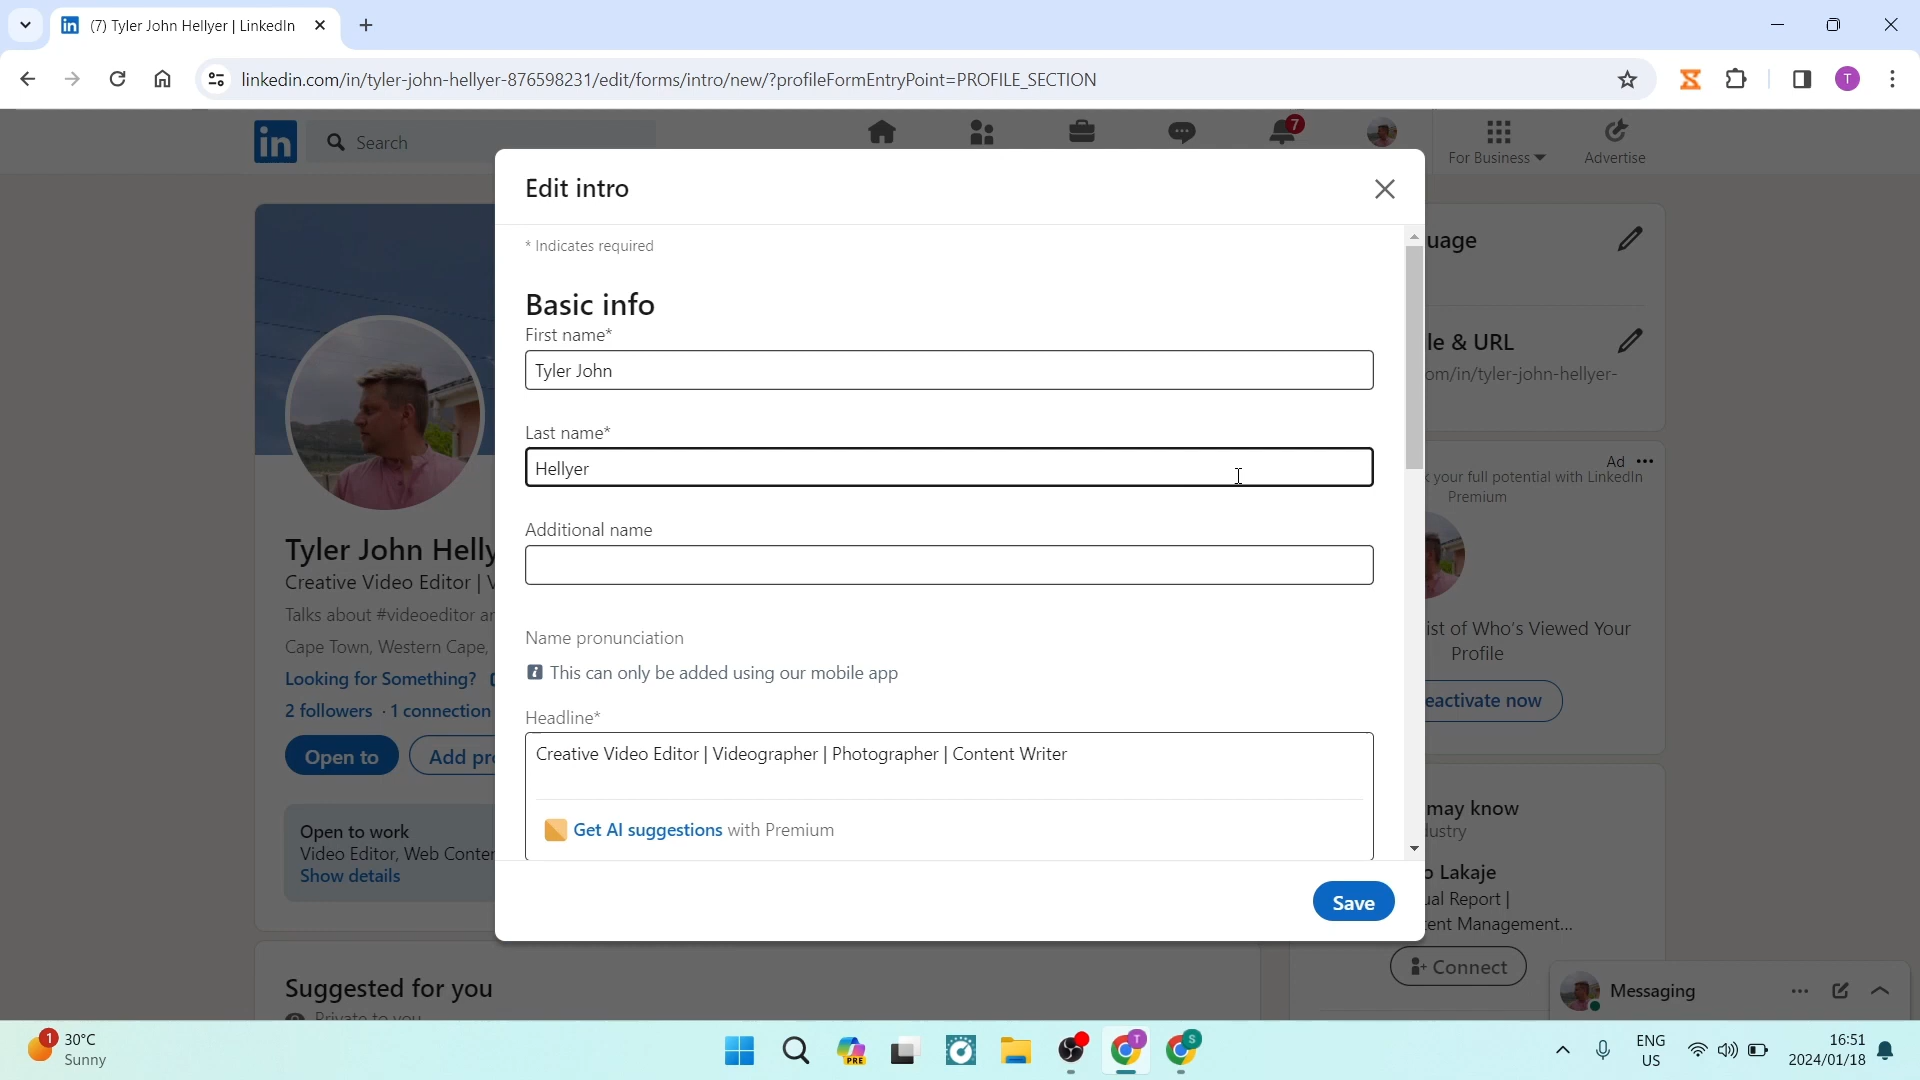 (7) Tyler John Hellyer | LinkedIn
linkedin.com/in/tyler-john-hellyer-876598231/edit/forms/intro/new/?profileFormEntryPoint=PROFILE_SECTION
T
in
Search
7
For Business
Advertise
Edit intro
* Indicates required
Basic info
First name*
Tyler John
Last name*
Hellyer
Additional name
Name pronunciation
This can only be added using our mobile app
Headline*
Creative Video Editor | Videographer | Photographer | Content Writer
Get AI suggestions with Premium
Save
Tyler John Helly
Creative Video Editor |
Talks about #videoeditor
Cape Town, Western Cape,
Looking for Something?
2 followers · 1 connection
Open to
Add pr
Open to work
Video Editor, Web Conter
Show details
Suggested for you
Private to you
uage
le & URL
om/in/tyler-john-hellyer-
Ad
your full potential with LinkedIn
Premium
ist of Who's Viewed Your
Profile
eactivate now
may know
dustry
Lakaje
ual Report |
ent Management...
Connect
Messaging
1
30°C
Sunny
PRE
T
S
ENG
US
16:51
2024/01/18